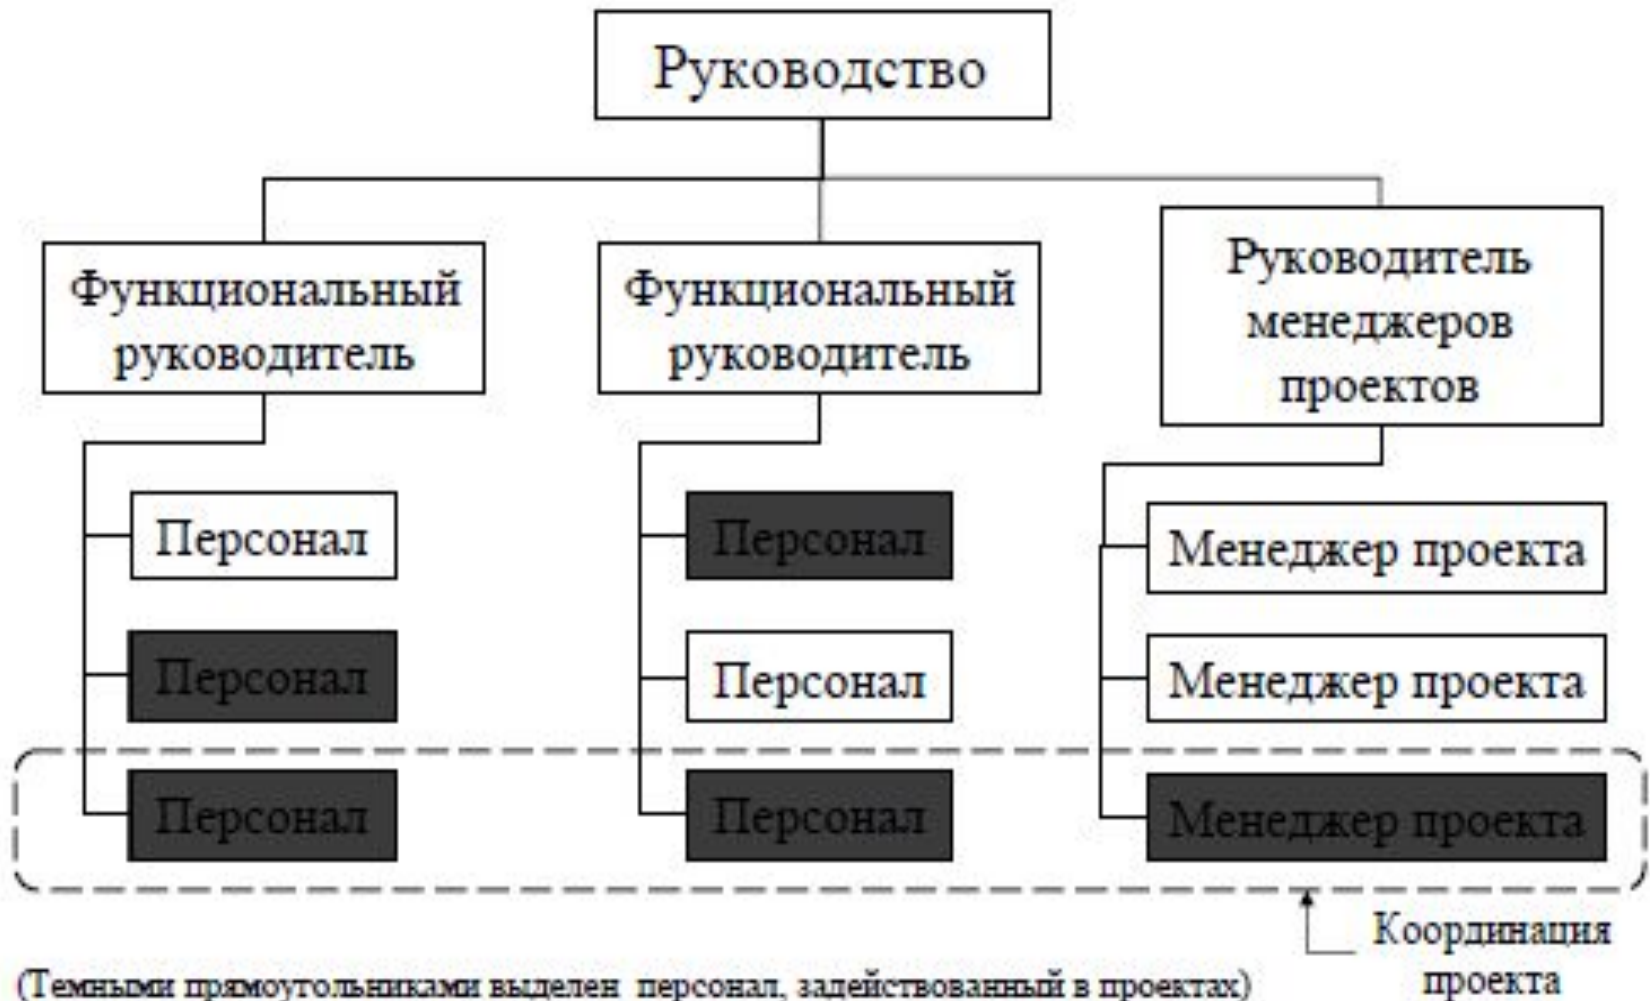 Руководство
Функциональный
руководитель
Функциональный
руководитель
Руководитель
менеджеров
проектов
Персонал
Персонал
Менеджер проекта
Персонал
Персонал
Менеджер проекта
Персонал
Персонал
Менеджер проекта
Координация
проекта
(Темными прямоугольниками выделен персонал, задействованный в проектах)